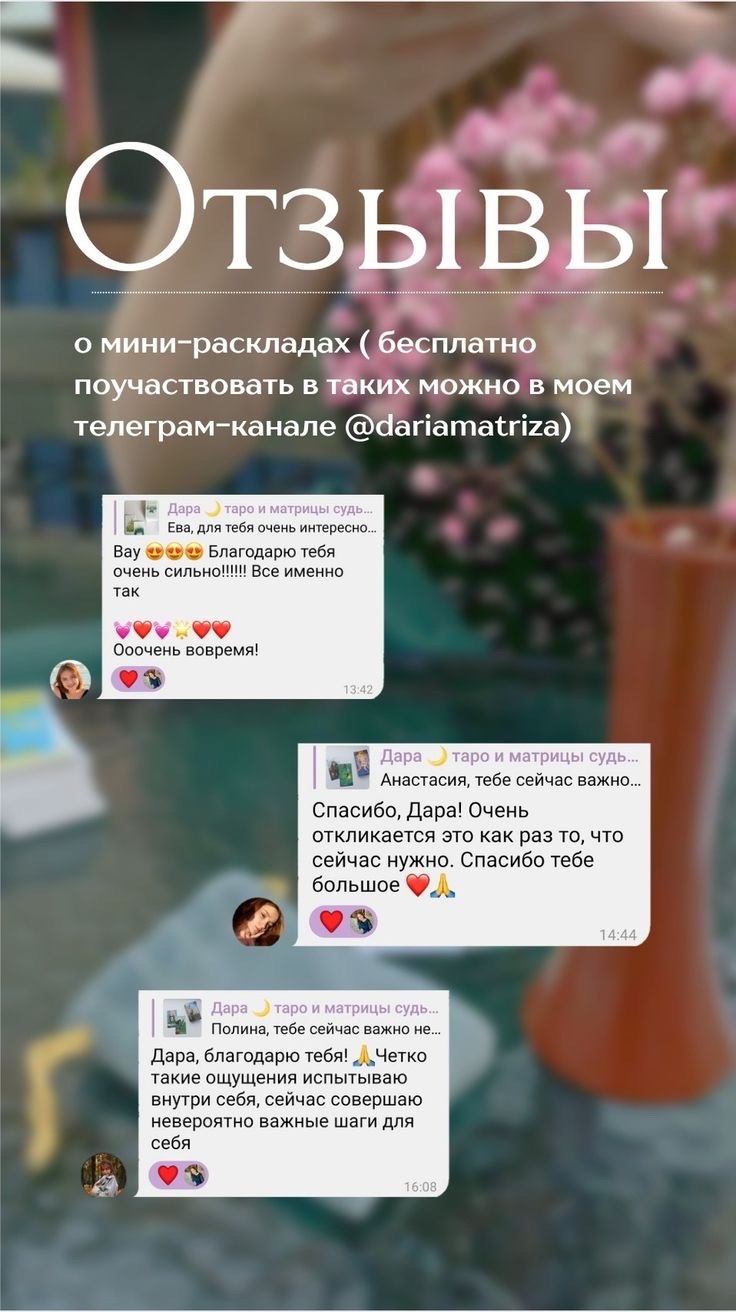 Отзывы
о мини-раскладах ( бесплатно
поучаствовать в таких можно в моем
телеграм-канале @dariamatriza)
Дара 🌙 таро и матрицы судь...
Ева, для тебя очень интересно...
Вау 😍😍😍 Благодарю тебя
очень сильно!!!!!! Все именно
так
💓❤️💓🌟❤️❤️
Ооочень вовремя!
13:42
Дара 🌙 таро и матрицы судь...
Анастасия, тебе сейчас важно...
Спасибо, Дара! Очень
откликается это как раз то, что
сейчас нужно. Спасибо тебе
большое ❤️🙏
14:44
Дара 🌙 таро и матрицы судь...
Полина, тебе сейчас важно не...
Дара, благодарю тебя! 🙏Четко
такие ощущения испытываю
внутри себя, сейчас совершаю
невероятно важные шаги для
себя
16:08